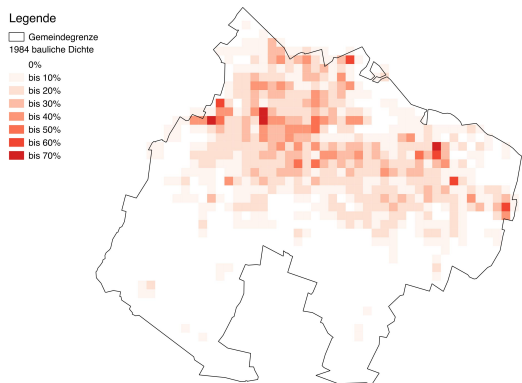 Legende
Gemeindegrenze
1984 bauliche Dichte
0%
bis 10%
bis 20%
bis 30%
bis 40%
bis 50%
bis 60%
bis 70%